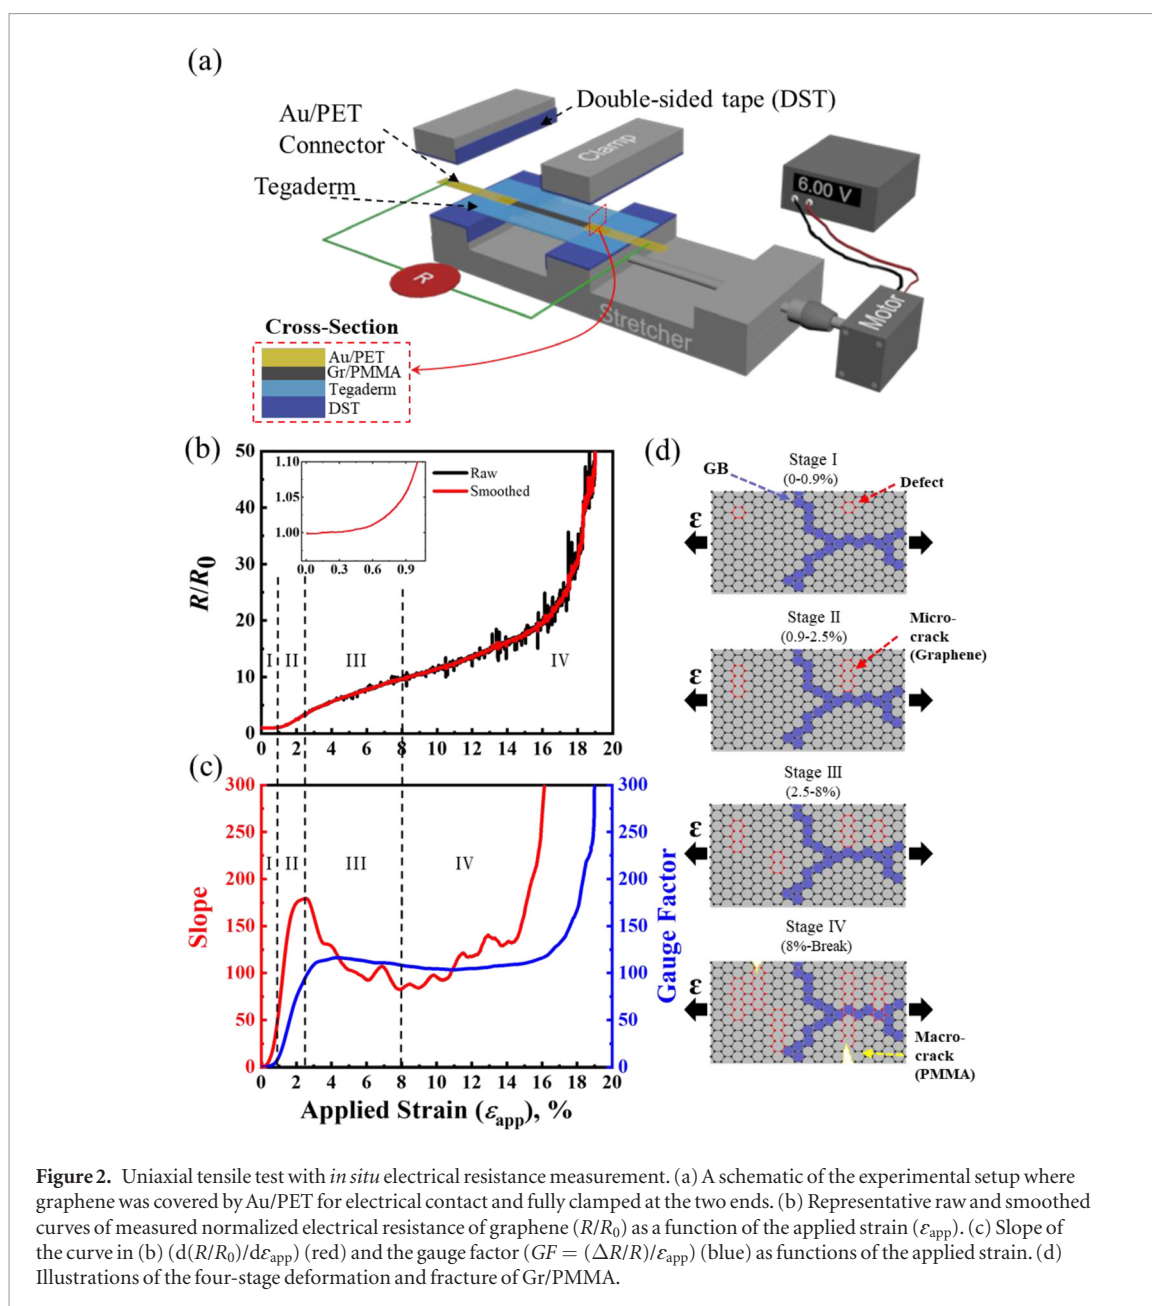 (a)
Double-sided tape (DST)
Au/PET
Connector
Clamp
Tegaderm
6.00 V
R
Motor
Stretcher
Cross-Section
Au/PET
Gr/PMMA
Tegaderm
DST
(b)
50
40
30
20
10
0
R/R0
1.10
1.05
1.00
0.0 0.3 0.6 0.9
Raw
Smoothed
I II III IV
0 2 4 6 8 10 12 14 16 18 20
(c)
300
250
200
150
100
50
0
Slope
I II III IV
300
250
200
150
100
50
0
Gauge Factor
0 2 4 6 8 10 12 14 16 18 20
Applied Strain (εapp), %
(d)
Stage I
(0-0.9%)
GB
Defect
ε
Stage II
(0.9-2.5%)
Micro-
crack
(Graphene)
ε
Stage III
(2.5-8%)
ε
Stage IV
(8%-Break)
ε
Macro-
crack
(PMMA)
Figure 2. Uniaxial tensile test with in situ electrical resistance measurement. (a) A schematic of the experimental setup where
graphene was covered by Au/PET for electrical contact and fully clamped at the two ends. (b) Representative raw and smoothed
curves of measured normalized electrical resistance of graphene (R/R0) as a function of the applied strain (εapp). (c) Slope of
the curve in (b) (d(R/R0)/dεapp) (red) and the gauge factor (GF = (ΔR/R)/εapp) (blue) as functions of the applied strain. (d)
Illustrations of the four-stage deformation and fracture of Gr/PMMA.